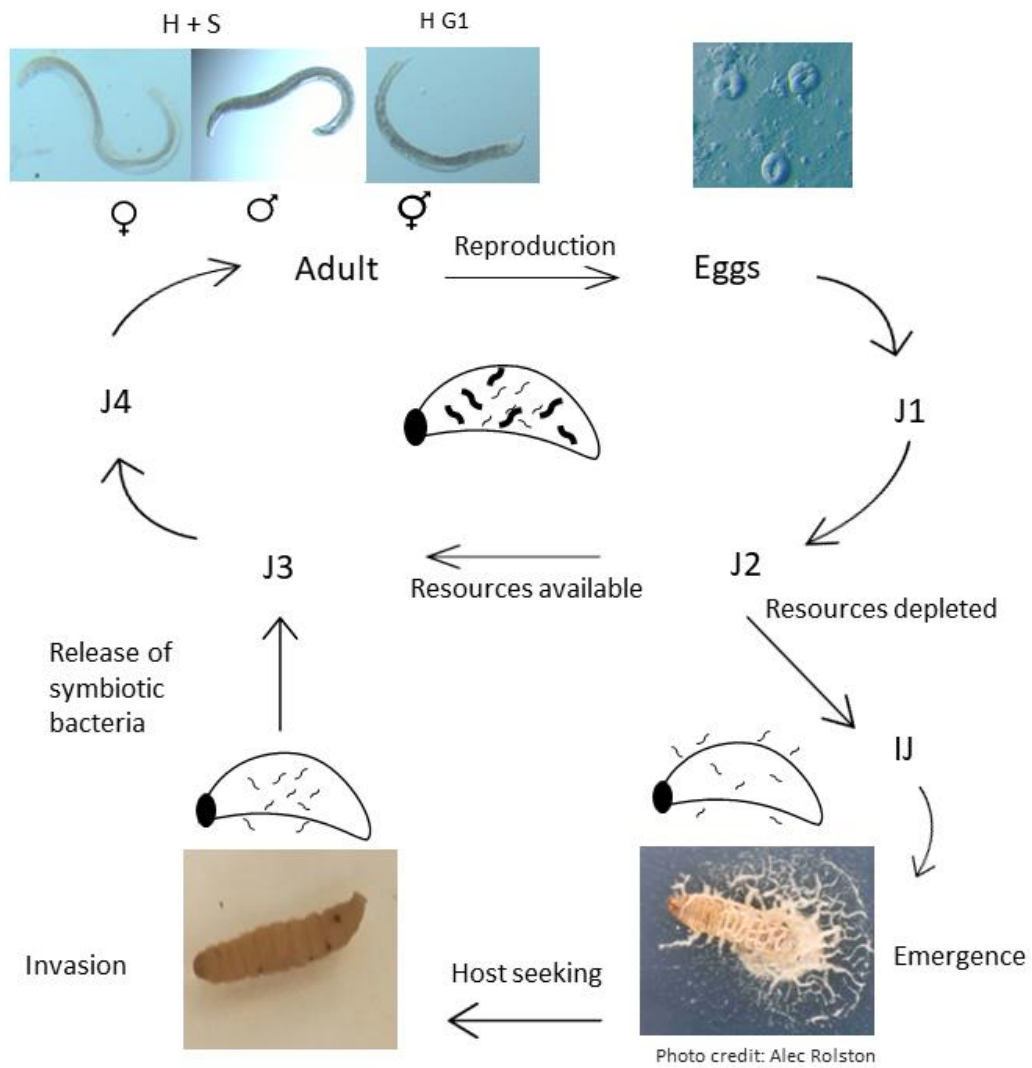 H + S
H G1
♀
♂
⚥
Adult
Reproduction
Eggs
J4
J1
J3
Resources available
J2
Resources depleted
Release of
symbiotic
bacteria
IJ
Invasion
Host seeking
Emergence
Photo credit: Alec Rolston